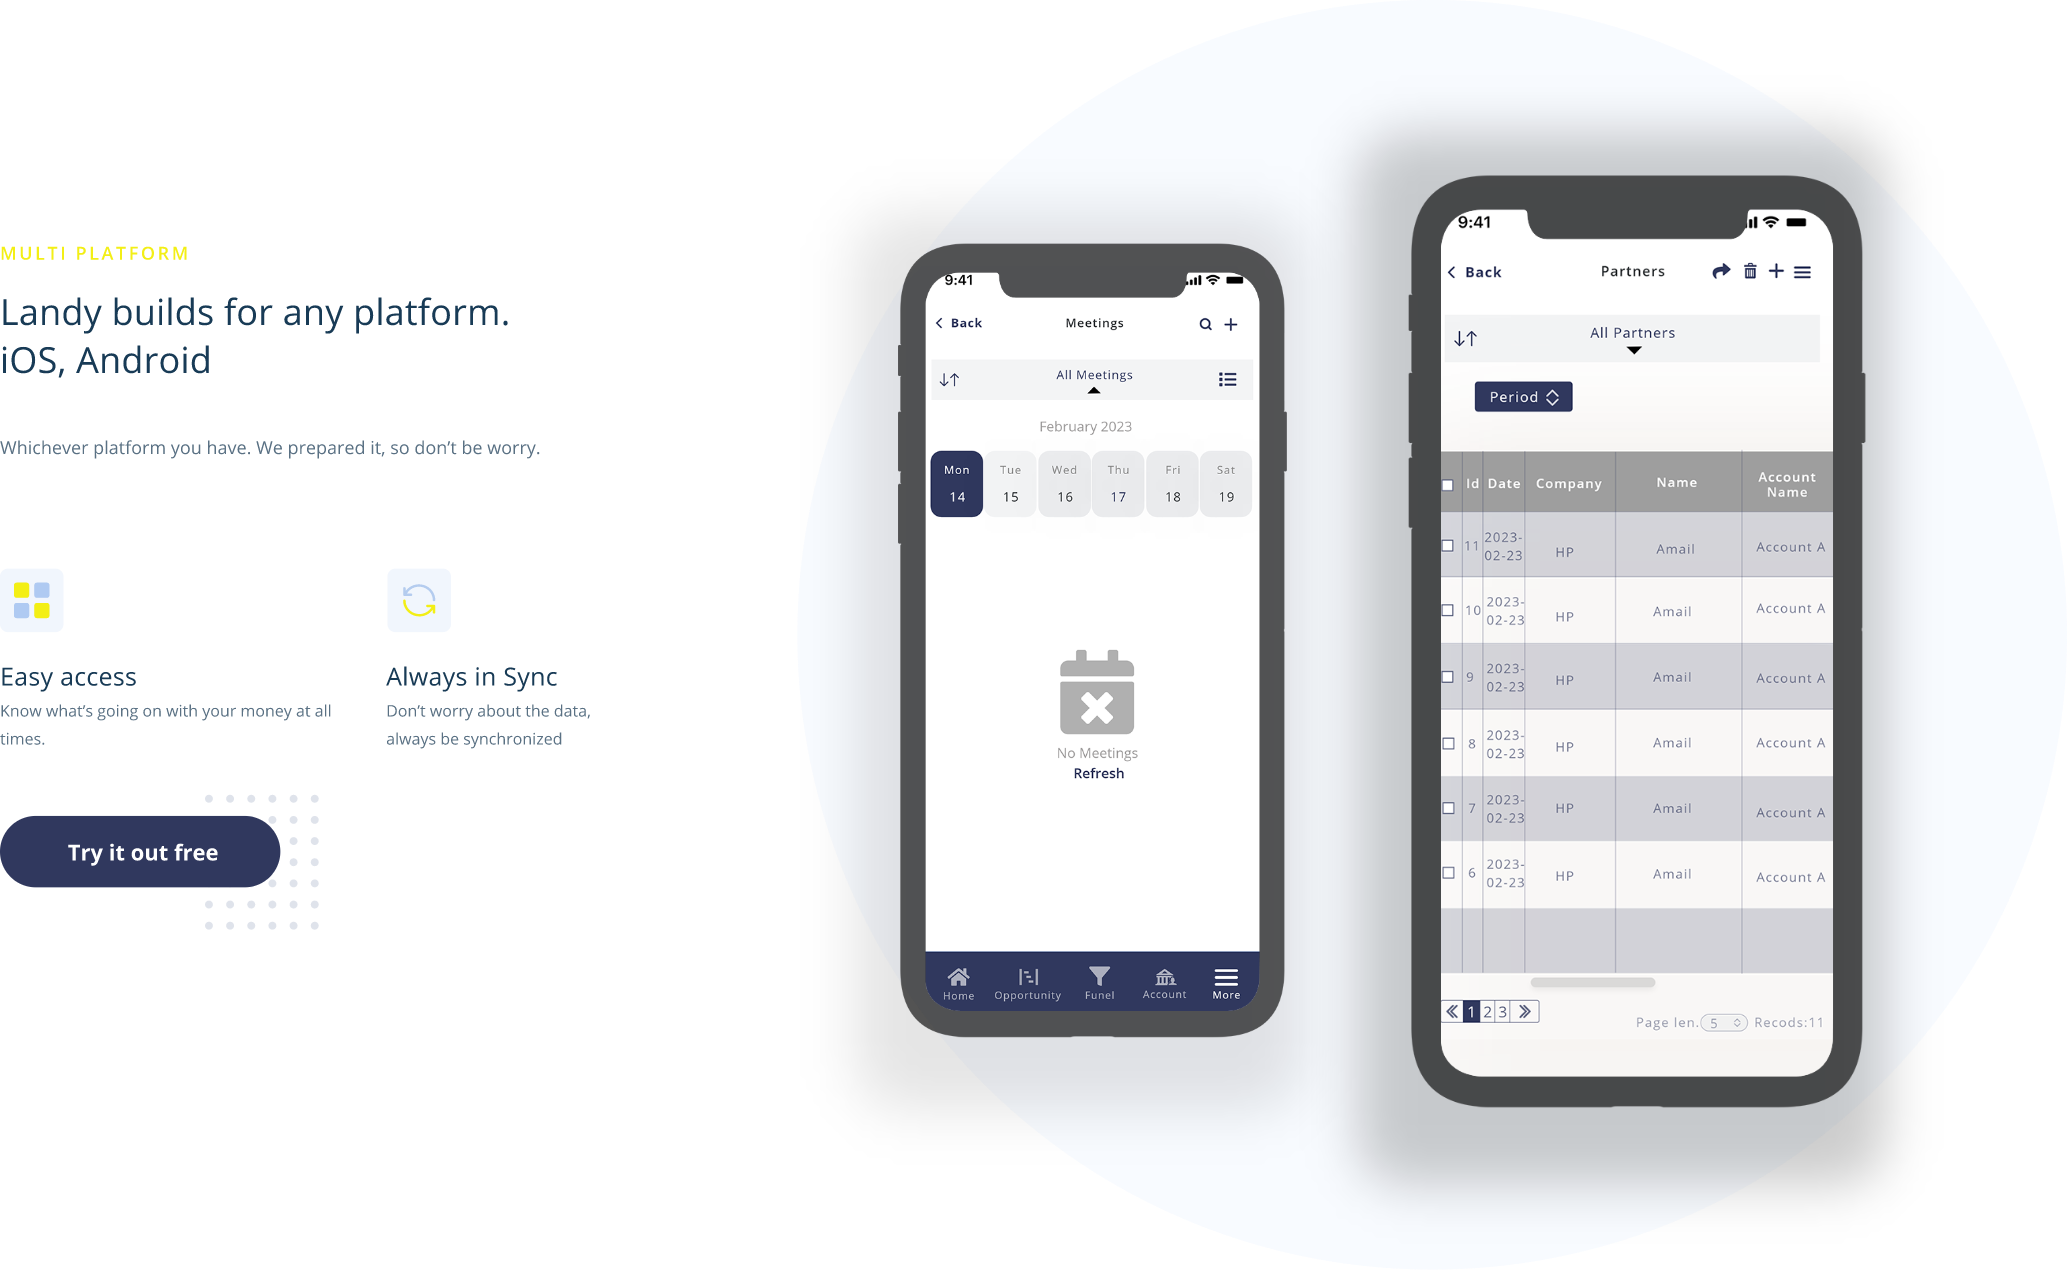 MULTI PLATFORM
Landy builds for any platform.
iOS, Android
Whichever platform you have. We prepared it, so don't be worry.
Easy access
Know what's going on with your money at all
times.
Always in Sync
Don't worry about the data,
always be synchronized
Try it out free
9:41
Back Meetings
All Meetings
February 2023
Mon Tue Wed Thu Fri Sat
14 15 16 17 18 19
No Meetings
Refresh
Home Opportunity Funel Account More
9:41
Back Partners
All Partners
Period
Id Date Company Name Account
Name
11 2023-
02-23 HP Amail Account A
10 2023-
02-23 HP Amail Account A
9 2023-
02-23 HP Amail Account A
8 2023-
02-23 HP Amail Account A
7 2023-
02-23 HP Amail Account A
6 2023-
02-23 HP Amail Account A
1 2 3
Page len. 5 Recods:11